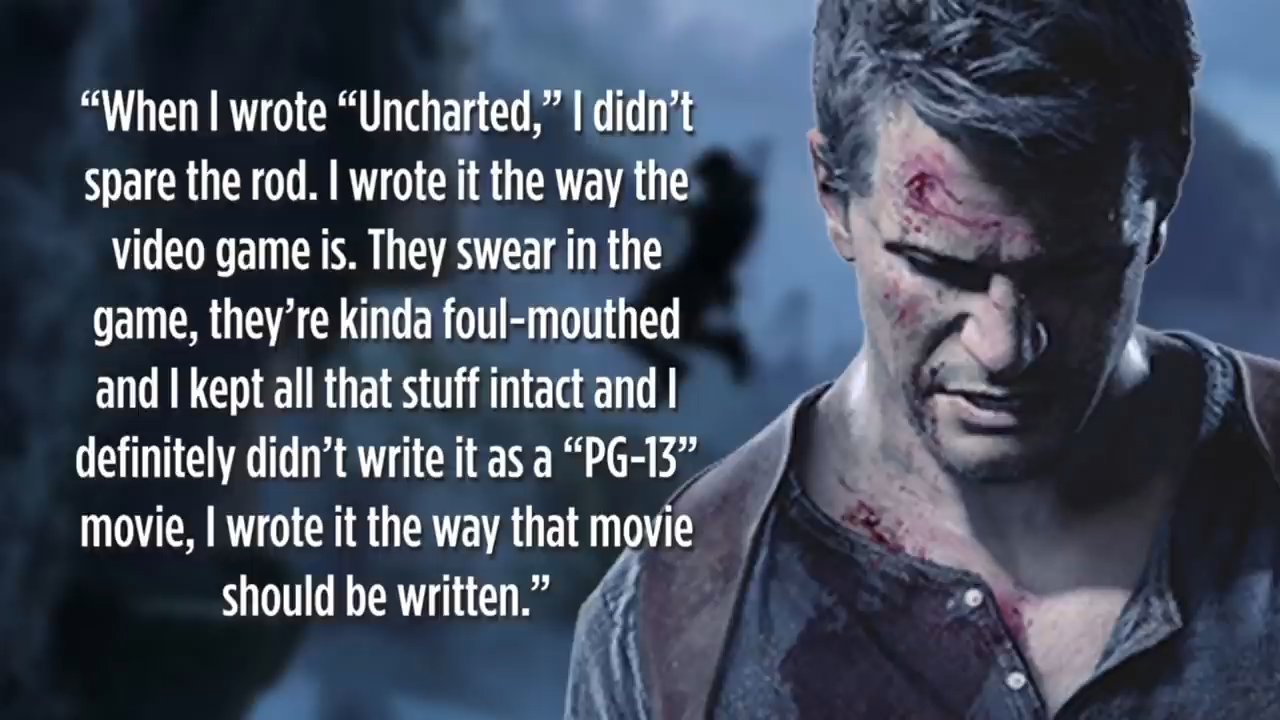 “When I wrote “Uncharted,” I didn’t
spare the rod. I wrote it the way the
video game is. They swear in the
game, they’re kinda foul-mouthed
and I kept all that stuff intact and I
definitely didn’t write it as a “PG-13”
movie, I wrote it the way that movie
should be written.”